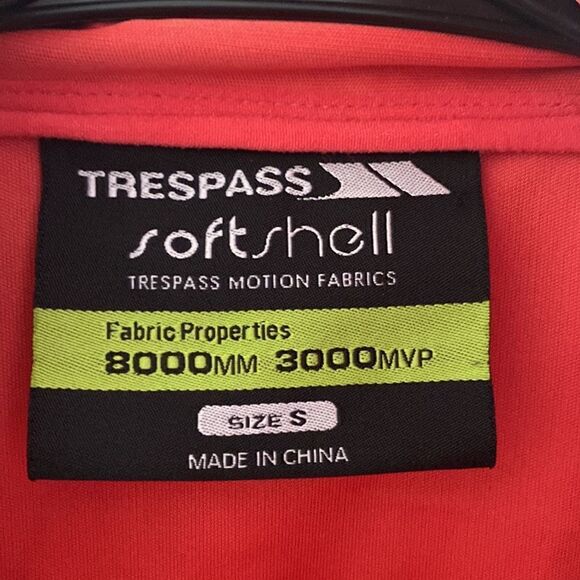 TRESPASS
softshell
TRESPASS MOTION FABRICS
Fabric Properties
8000MM 3000MVP
SIZE S
MADE IN CHINA